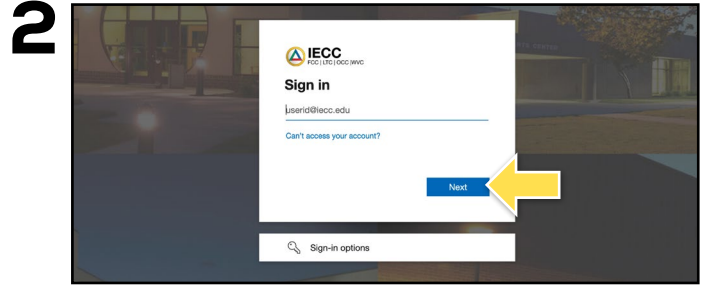 2
IECC
FCC | LTC | OCC |WVC
Sign in
userid@iecc.edu
Can't access your account?
Next
Sign-in options